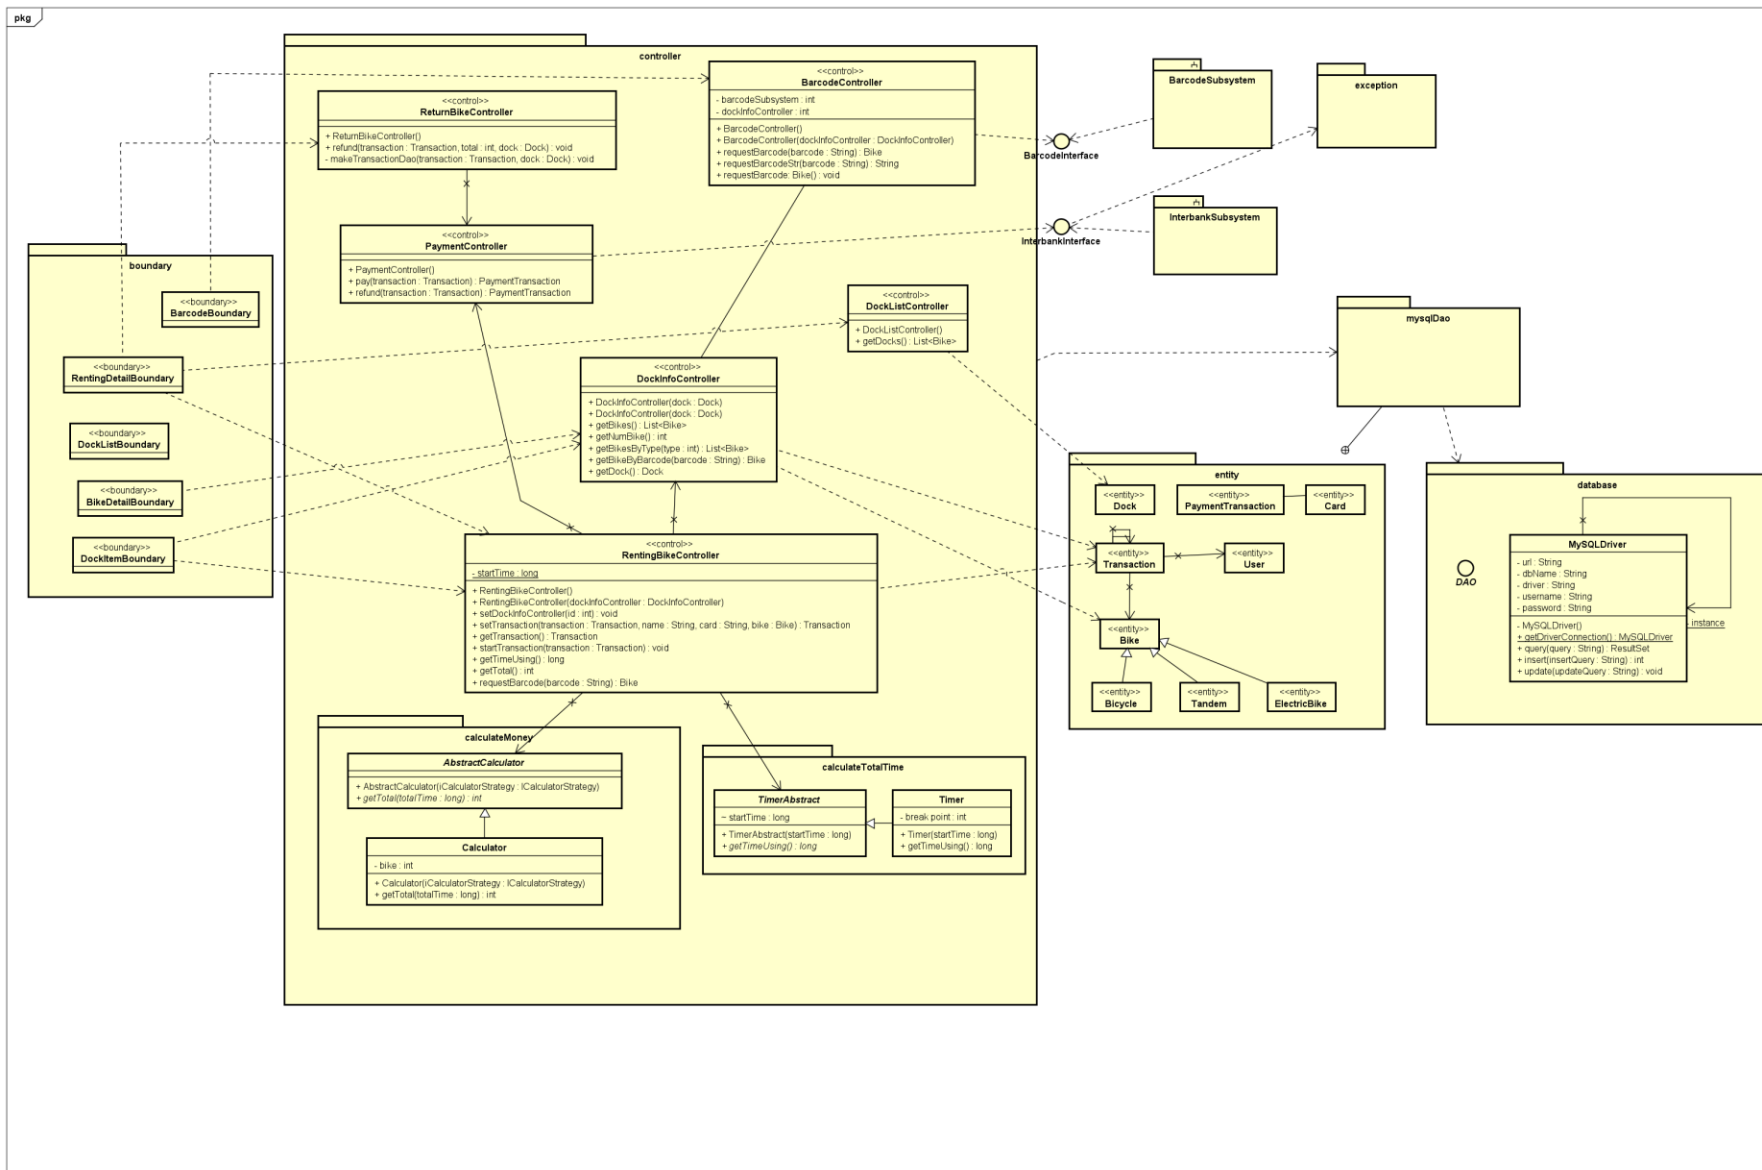 pkg
controller
<<control>>
ReturnBikeController
+ ReturnBikeController()
+ refund(transaction : Transaction, total : int, dock : Dock) : void
- makeTransactionDao(transaction : Transaction, dock : Dock) : void
<<control>>
BarcodeController
- barcodeSubsystem : int
- dockInfoController : int
+ BarcodeController()
+ BarcodeController(dockInfoController : DockInfoController)
+ requestBarcode(barcode : String) : Bike
+ requestBarcodeStr(barcode : String) : String
+ requestBarcode: Bike() : void
<<control>>
PaymentController
+ PaymentController()
+ pay(transaction : Transaction) : PaymentTransaction
+ refund(transaction : Transaction) : PaymentTransaction
<<control>>
DockListController
+ DockListController()
+ getDocks() : List<Bike>
<<control>>
DockInfoController
+ DockInfoController(dock : Dock)
+ DockInfoController(dock : Dock)
+ getBikes() : List<Bike>
+ getNumBike() : int
+ getBikesByType(type : int) : List<Bike>
+ getBikeByBarcode(barcode : String) : Bike
+ getDock() : Dock
<<control>>
RentingBikeController
- startTime : long
+ RentingBikeController()
+ RentingBikeController(dockInfoController : DockInfoController)
+ setDockInfoController(id : int) : void
+ setTransaction(transaction : Transaction, name : String, card : String, bike : Bike) : Transaction
+ getTransaction() : Transaction
+ startTransaction(transaction : Transaction) : void
+ getTimeUsing() : long
+ getTotal() : int
+ requestBarcode(barcode : String) : Bike
calculateMoney
AbstractCalculator
+ AbstractCalculator(iCalculatorStrategy : ICalculatorStrategy)
+ getTotal(totalTime : long) : int
Calculator
- bike : int
+ Calculator(iCalculatorStrategy : ICalculatorStrategy)
+ getTotal(totalTime : long) : int
calculateTotalTime
TimerAbstract
~ startTime : long
+ TimerAbstract(startTime : long)
+ getTimeUsing() : long
Timer
- break point : int
+ Timer(startTime : long)
+ getTimeUsing() : long
boundary
<<boundary>>
BarcodeBoundary
<<boundary>>
RentingDetailBoundary
<<boundary>>
DockListBoundary
<<boundary>>
BikeDetailBoundary
<<boundary>>
DockItemBoundary
BarcodeInterface
InterbankInterface
BarcodeSubsystem
InterbankSubsystem
exception
mysqlDao
entity
<<entity>>
Dock
<<entity>>
PaymentTransaction
<<entity>>
Card
<<entity>>
Transaction
<<entity>>
User
<<entity>>
Bike
<<entity>>
Bicycle
<<entity>>
Tandem
<<entity>>
ElectricBike
database
DAO
MySQLDriver
- url : String
- dbName : String
- driver : String
- username : String
- password : String
- MySQLDriver()
+ getDriverConnection() : MySQLDriver
+ query(query : String) : ResultSet
+ insert(insertQuery : String) : int
+ update(updateQuery : String) : void
- instance